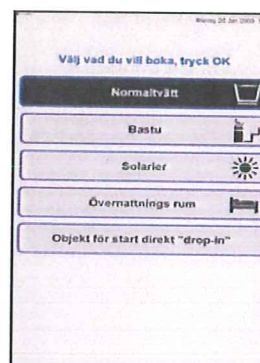 Välj vad du vill boka, tryck OK
Normaltvätt
Bastu
Solarier
Övernattnings rum
Objekt för start direkt "drop-in"